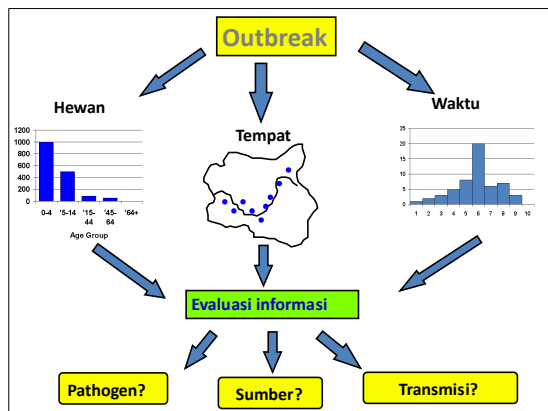 Outbreak
Hewan
Tempat
Waktu
1200
1000
800
600
400
200
0
0-4 '5-14 '15-44 '45-64 '64+
Age Group
25
20
15
10
5
0
1 2 3 4 5 6 7 8 9 10
Evaluasi informasi
Pathogen?
Sumber?
Transmisi?